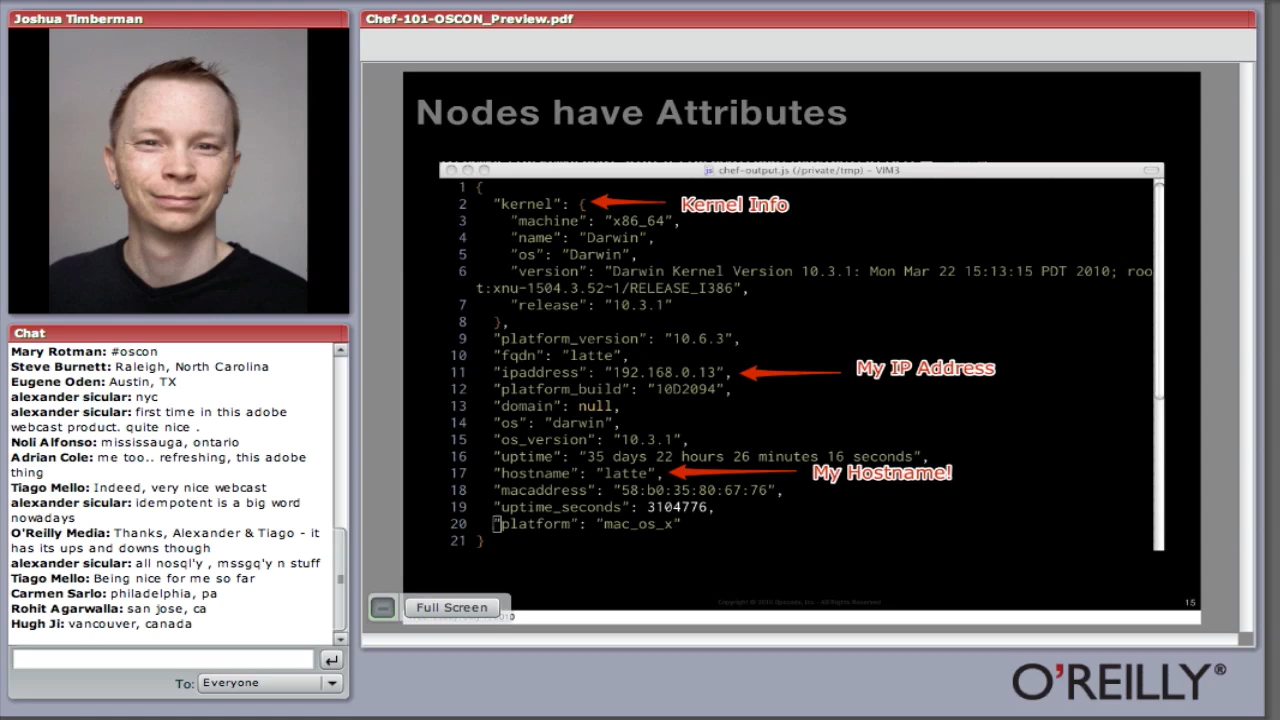 Joshua Timberman
Chat
Mary Rotman: #oscon
Steve Burnett: Raleigh, North Carolina
Eugene Oden: Austin, TX
alexander sicular: nyc
alexander sicular: first time in this adobe
webcast product. quite nice .
Noli Alfonso: mississauga, ontario
Adrian Cole: me too.. refreshing, this adobe
thing
Tiago Mello: Indeed, very nice webcast
alexander sicular: idempotent is a big word
nowadays
O'Reilly Media: Thanks, Alexander & Tiago - it
has its ups and downs though
alexander sicular: all nosql'y , mssgq'y n stuff
Tiago Mello: Being nice for me so far
Carmen Sarlo: philadelphia, pa
Rohit Agarwalla: san jose, ca
Hugh Ji: vancouver, canada
To: Everyone
Chef-101-OSCON_Preview.pdf
Nodes have Attributes
js chef-output.js (/private/tmp) - VIM3
1 {
2 "kernel": { Kernel Info
3 "machine": "x86_64",
4 "name": "Darwin",
5 "os": "Darwin",
6 "version": "Darwin Kernel Version 10.3.1: Mon Mar 22 15:13:15 PDT 2010; roo
t:xnu-1504.3.52~1/RELEASE_I386",
7 "release": "10.3.1"
8 },
9 "platform_version": "10.6.3",
10 "fqdn": "latte",
11 "ipaddress": "192.168.0.13", My IP Address
12 "platform_build": "10D2094",
13 "domain": null,
14 "os": "darwin",
15 "os_version": "10.3.1",
16 "uptime": "35 days 22 hours 26 minutes 16 seconds",
17 "hostname": "latte", My Hostname!
18 "macaddress": "58:b0:35:80:67:76",
19 "uptime_seconds": 3104776,
20 "platform": "mac_os_x"
21 }
15
Full Screen
O'REILLY®